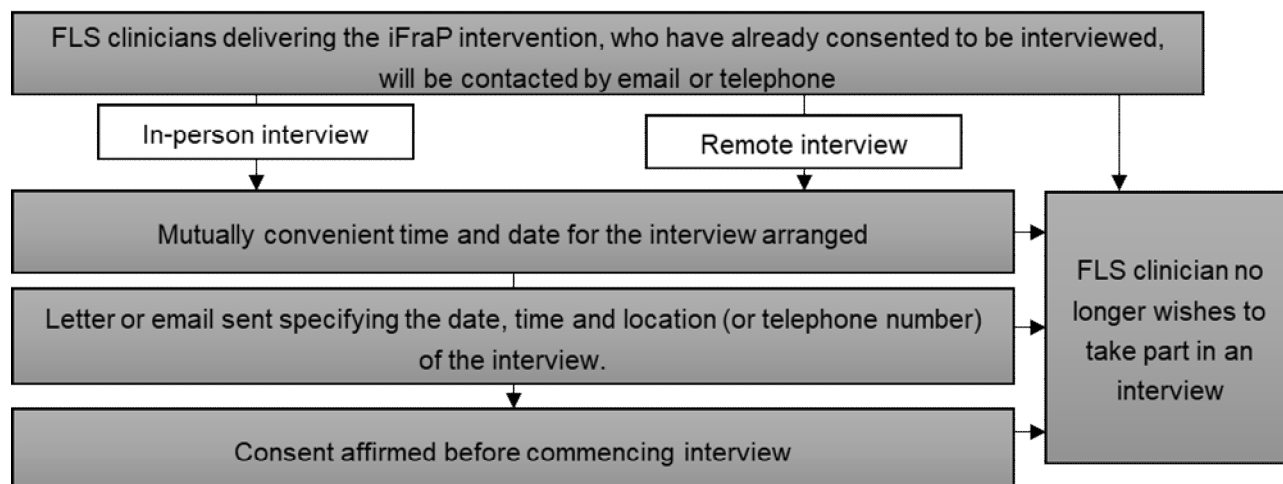 FLS clinicians delivering the iFraP intervention, who have already consented to be interviewed,
will be contacted by email or telephone
In-person interview
Remote interview
Mutually convenient time and date for the interview arranged
Letter or email sent specifying the date, time and location (or telephone number)
of the interview.
Consent affirmed before commencing interview
FLS clinician no
longer wishes to
take part in an
interview